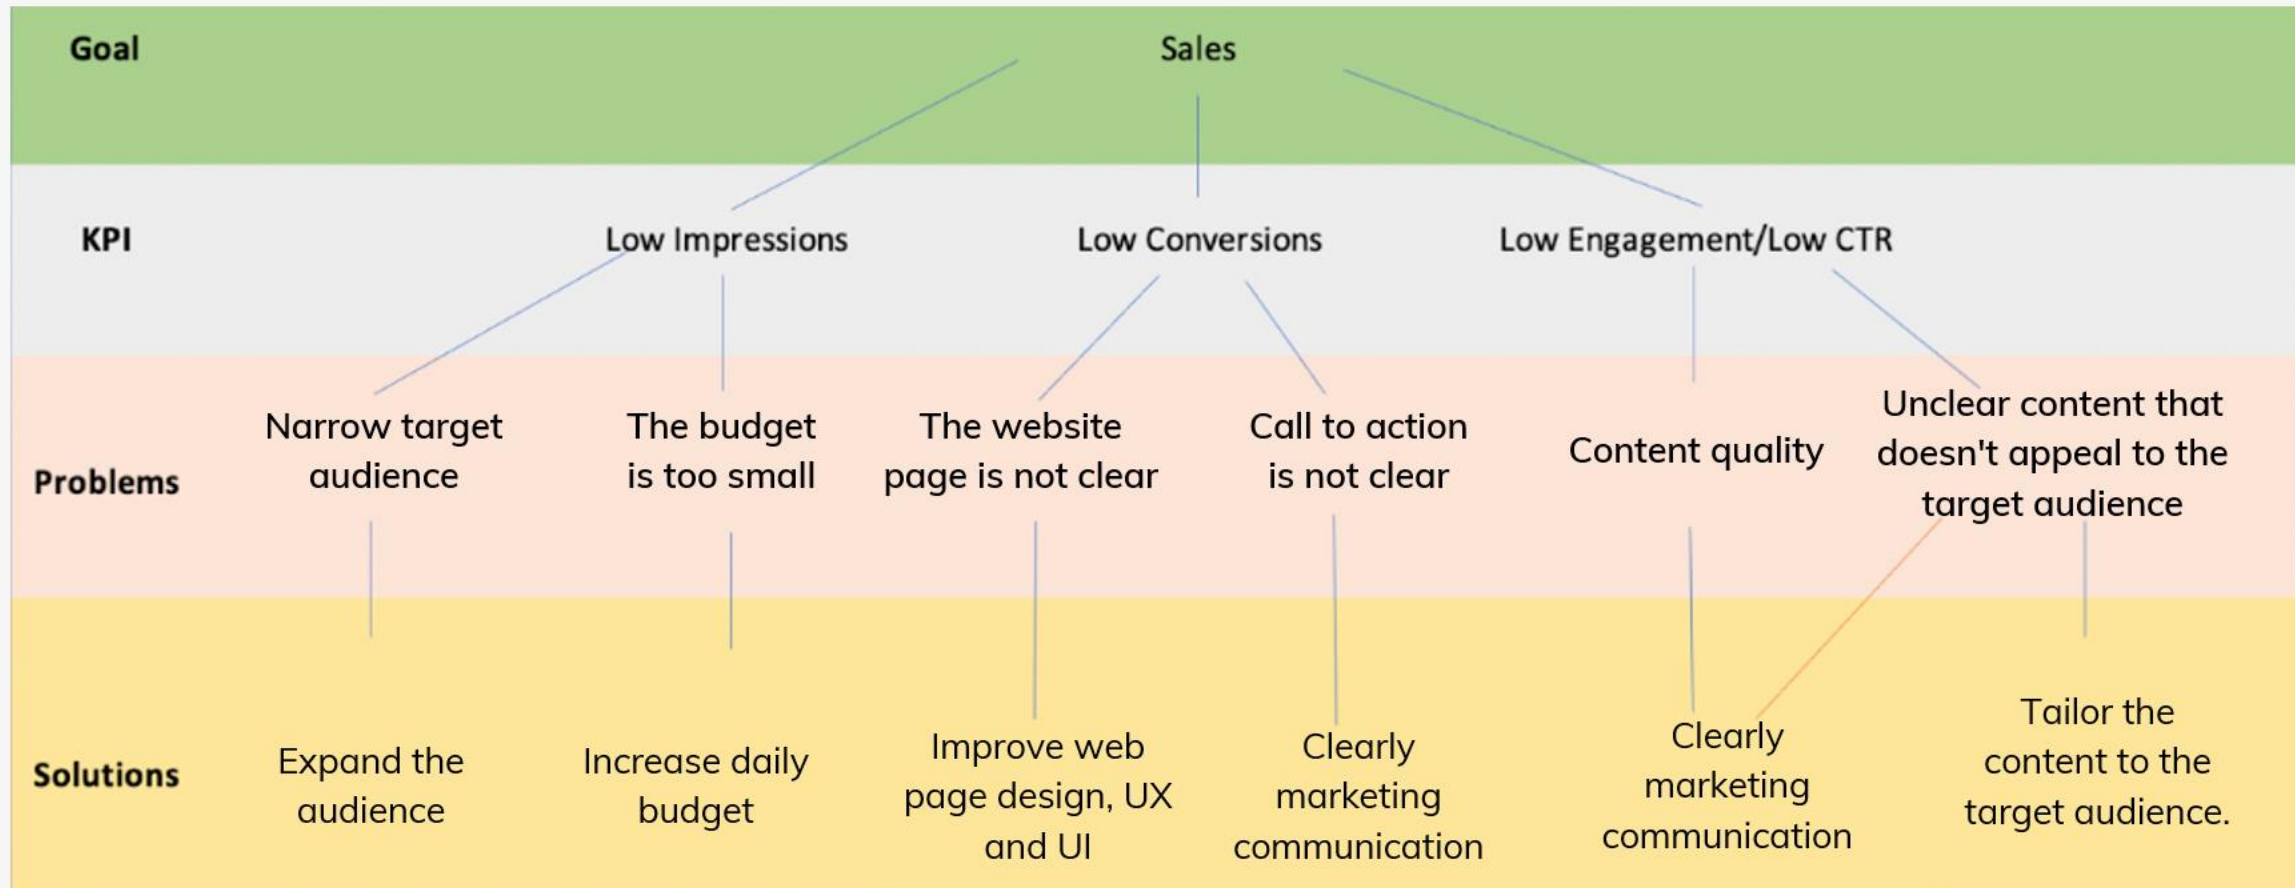 Goal
Sales
KPI
Low Impressions
Low Conversions
Low Engagement/Low CTR
Problems
Narrow target
audience
The budget
is too small
The website
page is not clear
Call to action
is not clear
Content quality
Unclear content that
doesn't appeal to the
target audience
Solutions
Expand the
audience
Increase daily
budget
Improve web
page design, UX
and UI
Clearly
marketing
communication
Clearly
marketing
communication
Tailor the
content to the
target audience.